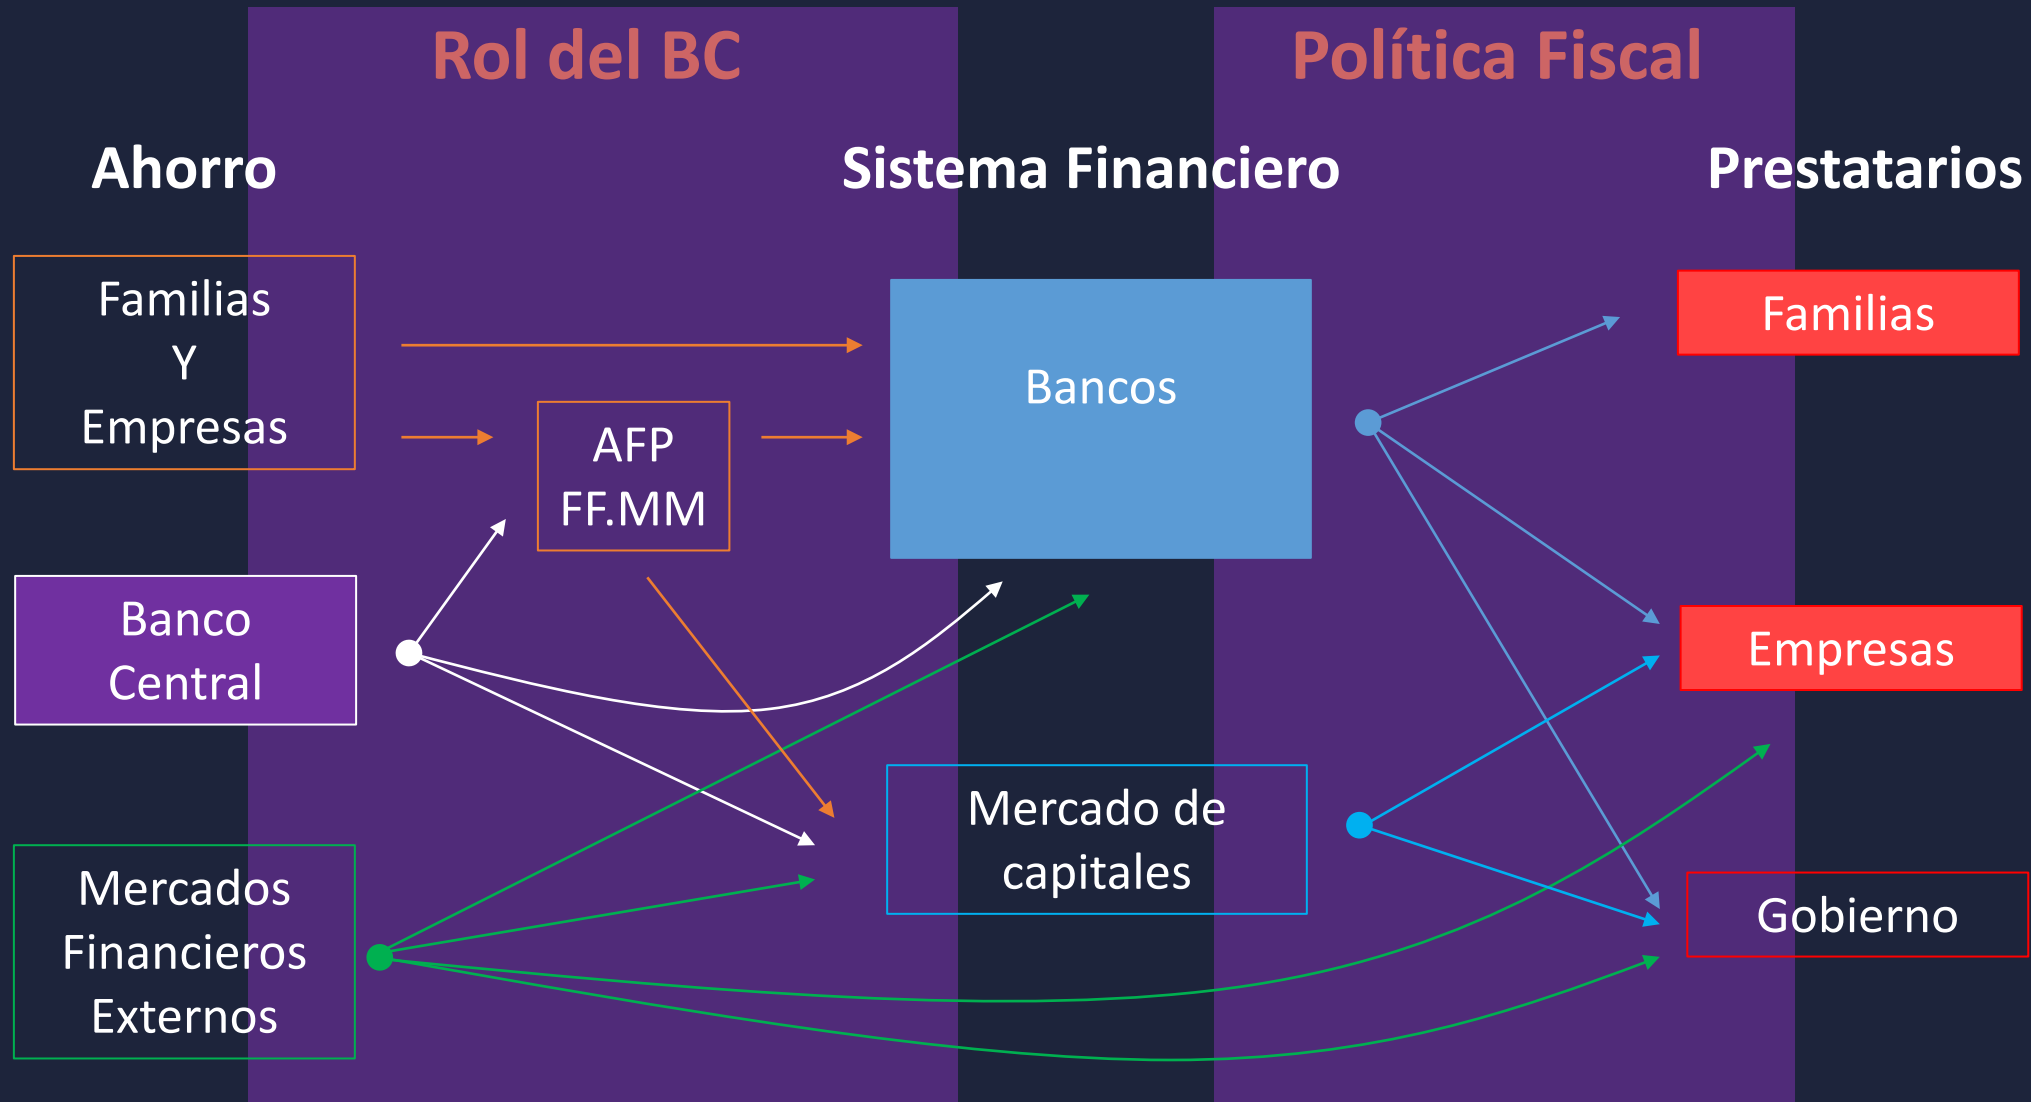 Rol del BC
Política Fiscal
Ahorro
Sistema Financiero
Prestatarios
Familias
Y
Empresas
AFP
FF.MM
Bancos
Familias
Banco
Central
Empresas
Mercados
Financieros
Externos
Mercado de
capitales
Gobierno